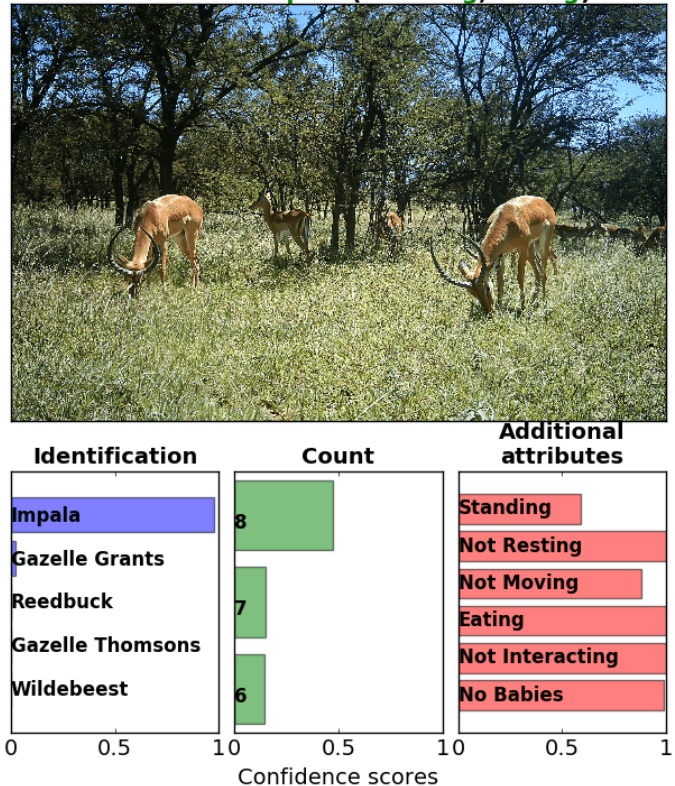 Identification
Count
Additional
attributes
Impala
Gazelle Grants
Reedbuck
Gazelle Thomsons
Wildebeest
0
0.5
1
8
7
6
0
0.5
1
Standing
Not Resting
Not Moving
Eating
Not Interacting
No Babies
0
0.5
1
Confidence scores